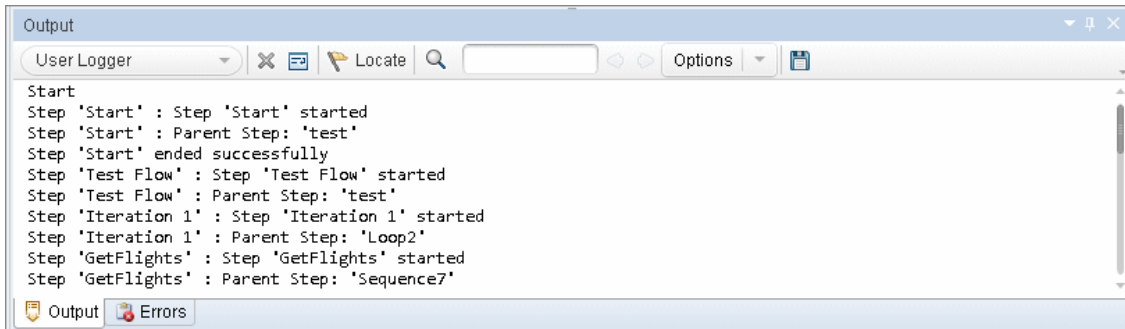 Output
User Logger Locate Options
Start
Step 'Start' : Step 'Start' started
Step 'Start' : Parent Step: 'test'
Step 'Start' ended successfully
Step 'Test Flow' : Step 'Test Flow' started
Step 'Test Flow' : Parent Step: 'test'
Step 'Iteration 1' : Step 'Iteration 1' started
Step 'Iteration 1' : Parent Step: 'Loop2'
Step 'GetFlights' : Step 'GetFlights' started
Step 'GetFlights' : Parent Step: 'Sequence7'
Output Errors